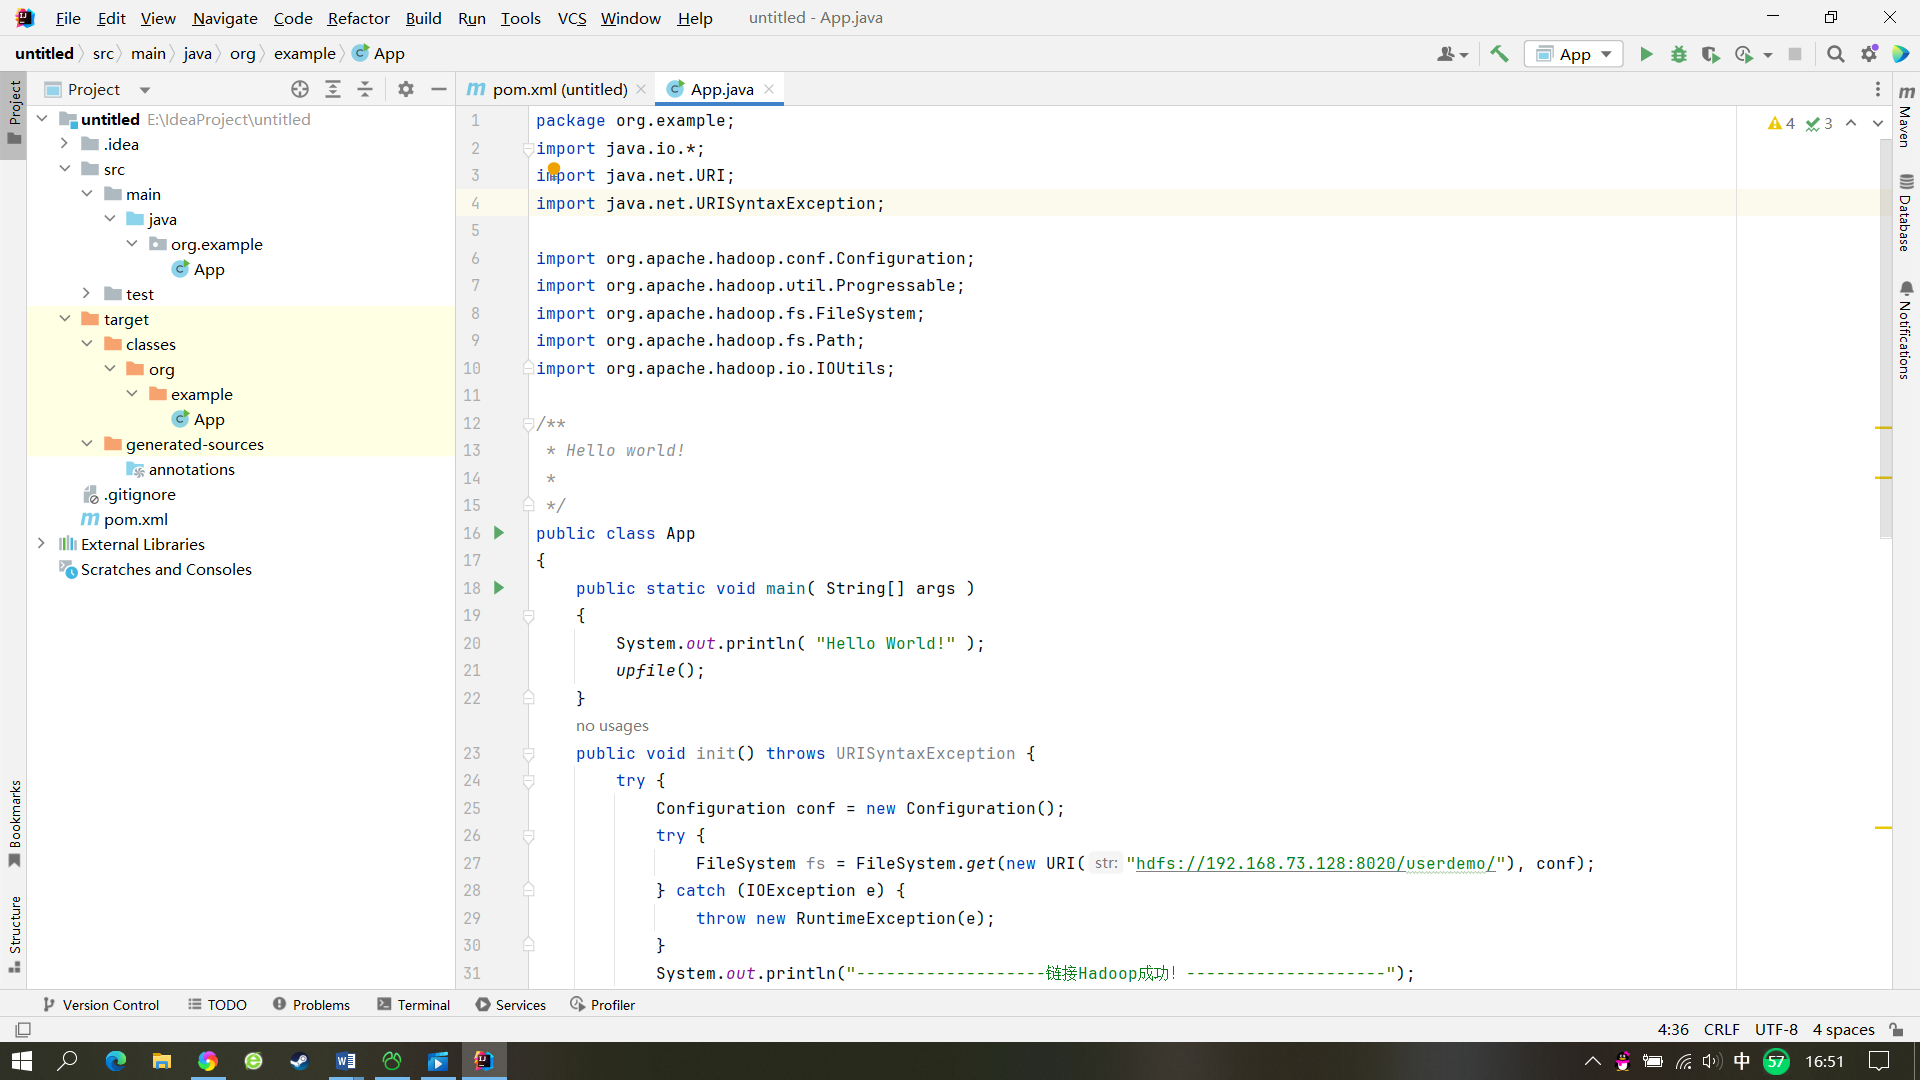 File Edit View Navigate Code Refactor Build Run Tools VCS Window Help untitled - App.java
untitled src main java org example App
App
Project
pom.xml (untitled)
App.java
Project
untitled E:\IdeaProject\untitled
.idea
src
main
java
org.example
App
test
target
classes
org
example
App
generated-sources
annotations
.gitignore
pom.xml
External Libraries
Scratches and Consoles
Bookmarks
Structure
4 3
1 package org.example;
2 import java.io.*;
3 import java.net.URI;
4 import java.net.URISyntaxException;
5
6 import org.apache.hadoop.conf.Configuration;
7 import org.apache.hadoop.util.Progressable;
8 import org.apache.hadoop.fs.FileSystem;
9 import org.apache.hadoop.fs.Path;
10 import org.apache.hadoop.io.IOUtils;
11
12 /**
13 * Hello world!
14 *
15 */
16 public class App
17 {
18 public static void main( String[] args )
19 {
20 System.out.println( "Hello World!" );
21 upfile();
22 }
no usages
23 public void init() throws URISyntaxException {
24 try {
25 Configuration conf = new Configuration();
26 try {
27 FileSystem fs = FileSystem.get(new URI( str: "hdfs://192.168.73.128:8020/userdemo/"), conf);
28 } catch (IOException e) {
29 throw new RuntimeException(e);
30 }
31 System.out.println("-------------------链接Hadoop成功！--------------------");
Maven
Database
Notifications
Version Control TODO Problems Terminal Services Profiler
4:36 CRLF UTF-8 4 spaces
中 57 16:51